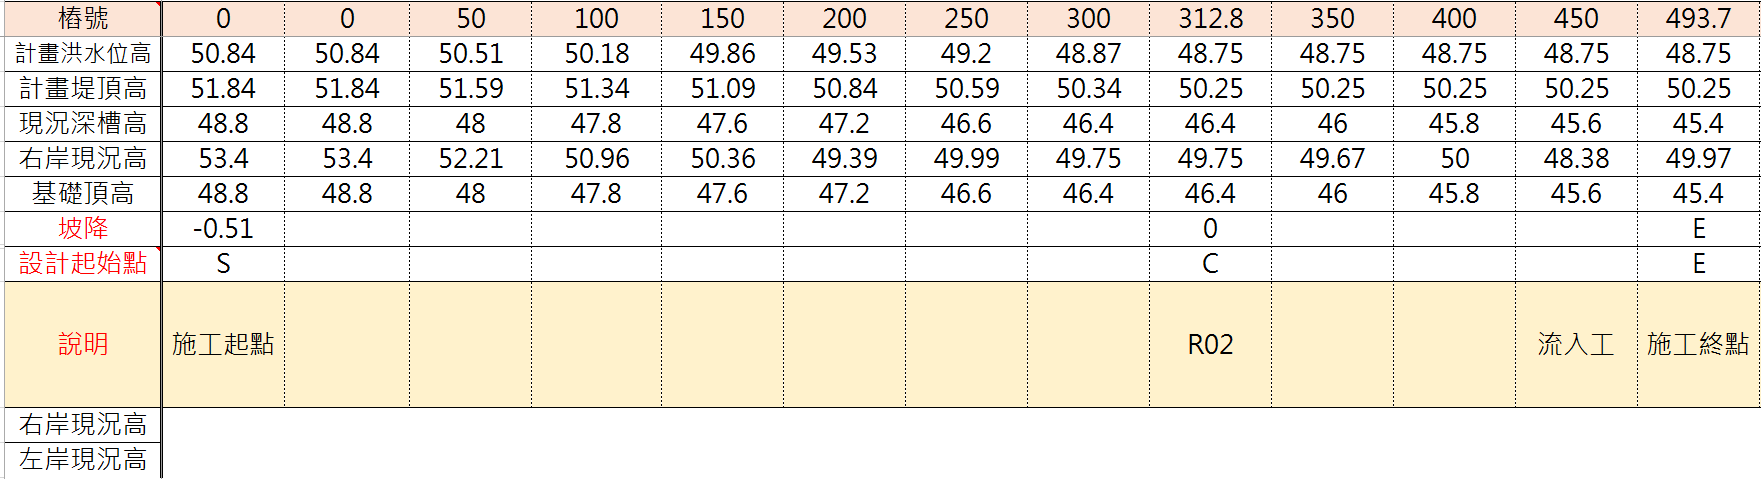 樁號 0 0 50 100 150 200 250 300 312.8 350 400 450 493.7
計畫洪水位高 50.84 50.84 50.51 50.18 49.86 49.53 49.2 48.87 48.75 48.75 48.75 48.75 48.75
計畫堤頂高 51.84 51.84 51.59 51.34 51.09 50.84 50.59 50.34 50.25 50.25 50.25 50.25 50.25
現況深槽高 48.8 48.8 48 47.8 47.6 47.2 46.6 46.4 46.4 46 45.8 45.6 45.4
右岸現況高 53.4 53.4 52.21 50.96 50.36 49.39 49.99 49.75 49.75 49.67 50 48.38 49.97
基礎頂高 48.8 48.8 48 47.8 47.6 47.2 46.6 46.4 46.4 46 45.8 45.6 45.4
坡降 -0.51 0 E
設計起始點 S C E
說明 施工起點 R02 流入工 施工終點
右岸現況高
左岸現況高